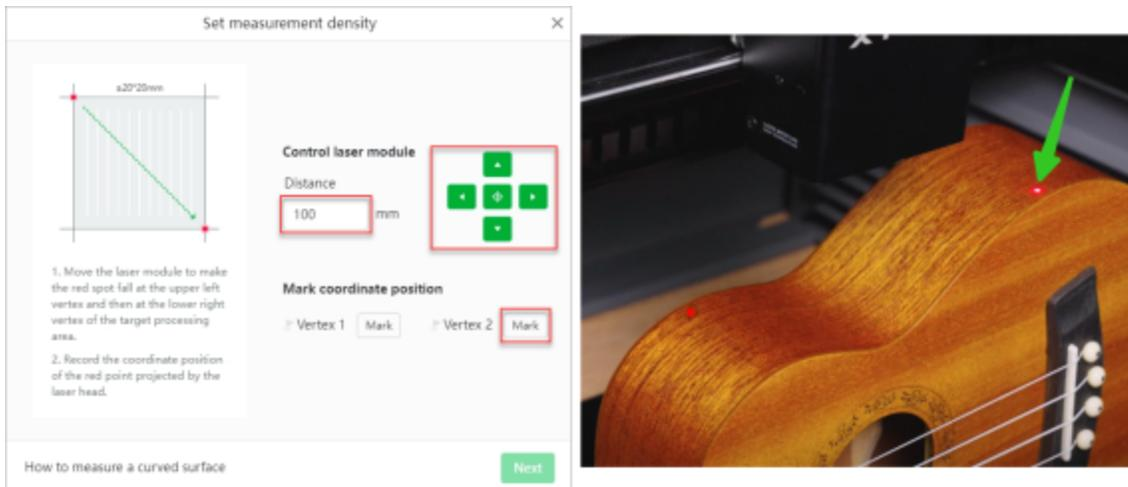 Set measurement density
≥20*20mm
1. Move the laser module to make
the red spot fall at the upper left
vertex and then at the lower right
vertex of the target processing
area.
2. Record the coordinate position
of the red point projected by the
laser head.
Control laser module
Distance
100 mm
Mark coordinate position
Vertex 1 Mark Vertex 2 Mark
How to measure a curved surface
Next